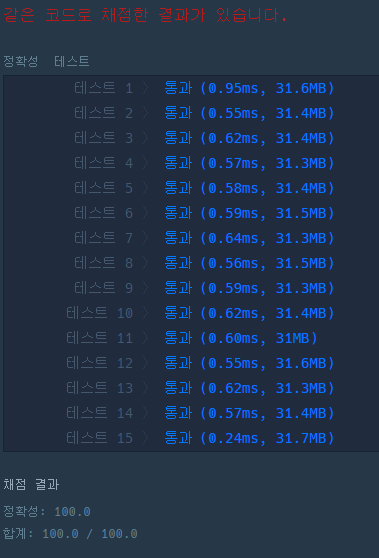 같은 코드로 채점한 결과가 있습니다.
정확성 테스트
테스트 1 〉 통과 (0.95ms, 31.6MB)
테스트 2 〉 통과 (0.55ms, 31.4MB)
테스트 3 〉 통과 (0.62ms, 31.4MB)
테스트 4 〉 통과 (0.57ms, 31.3MB)
테스트 5 〉 통과 (0.58ms, 31.4MB)
테스트 6 〉 통과 (0.59ms, 31.5MB)
테스트 7 〉 통과 (0.64ms, 31.3MB)
테스트 8 〉 통과 (0.56ms, 31.5MB)
테스트 9 〉 통과 (0.59ms, 31.3MB)
테스트 10 〉 통과 (0.62ms, 31.4MB)
테스트 11 〉 통과 (0.60ms, 31MB)
테스트 12 〉 통과 (0.55ms, 31.6MB)
테스트 13 〉 통과 (0.62ms, 31.3MB)
테스트 14 〉 통과 (0.57ms, 31.4MB)
테스트 15 〉 통과 (0.24ms, 31.7MB)
채점 결과
정확성: 100.0
합계: 100.0 / 100.0